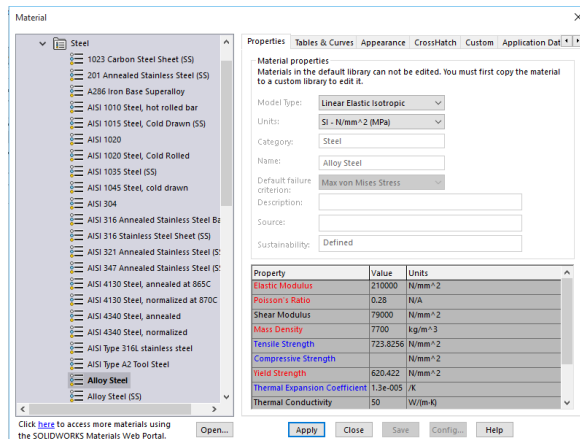 Material
Steel
1023 Carbon Steel Sheet (SS)
201 Annealed Stainless Steel (SS)
A286 Iron Base Superalloy
AISI 1010 Steel, hot rolled bar
AISI 1015 Steel, Cold Drawn (SS)
AISI 1020
AISI 1020 Steel, Cold Rolled
AISI 1035 Steel (SS)
AISI 1045 Steel, cold drawn
AISI 304
AISI 316 Annealed Stainless Steel Ba
AISI 316 Stainless Steel Sheet (SS)
AISI 321 Annealed Stainless Steel (S
AISI 347 Annealed Stainless Steel (S
AISI 4130 Steel, annealed at 865C
AISI 4130 Steel, normalized at 870C
AISI 4340 Steel, annealed
AISI 4340 Steel, normalized
AISI Type 316L stainless steel
AISI Type A2 Tool Steel
Alloy Steel
Alloy Steel (SS)
Click here to access more materials using
the SOLIDWORKS Materials Web Portal.
Open...
Properties Tables & Curves Appearance CrossHatch Custom Application Dat
Material properties
Materials in the default library can not be edited. You must first copy the material
to a custom library to edit it.
Model Type: Linear Elastic Isotropic
Units: SI - N/mm^2 (MPa)
Category: Steel
Name: Alloy Steel
Default failure
criterion: Max von Mises Stress
Description:
Source:
Sustainability: Defined
Property Value Units
Elastic Modulus 210000 N/mm^2
Poisson's Ratio 0.28 N/A
Shear Modulus 79000 N/mm^2
Mass Density 7700 kg/m^3
Tensile Strength 723.8256 N/mm^2
Compressive Strength N/mm^2
Yield Strength 620.422 N/mm^2
Thermal Expansion Coefficient 1.3e-005 /K
Thermal Conductivity 50 W/(m·K)
Apply Close Save Config... Help